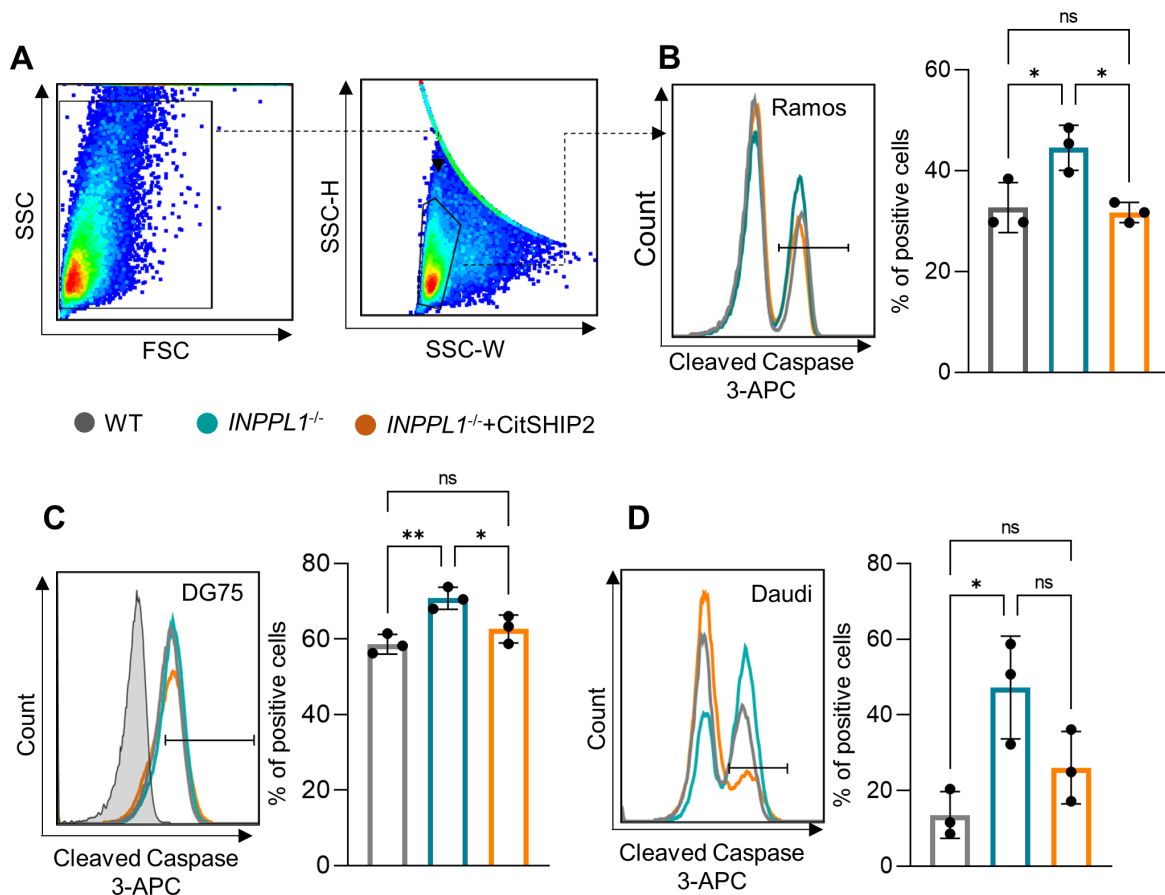 A
SSC
FSC
SSC-H
SSC-W
B
Ramos
Count
Cleaved Caspase
3-APC
ns
*
*
% of positive cells
60
40
20
0
WT
INPPL1-/-
INPPL1-/-+CitSHIP2
C
DG75
Count
Cleaved Caspase
3-APC
ns
**
*
% of positive cells
80
60
40
20
0
D
Daudi
Count
Cleaved Caspase
3-APC
ns
*
ns
% of positive cells
80
60
40
20
0